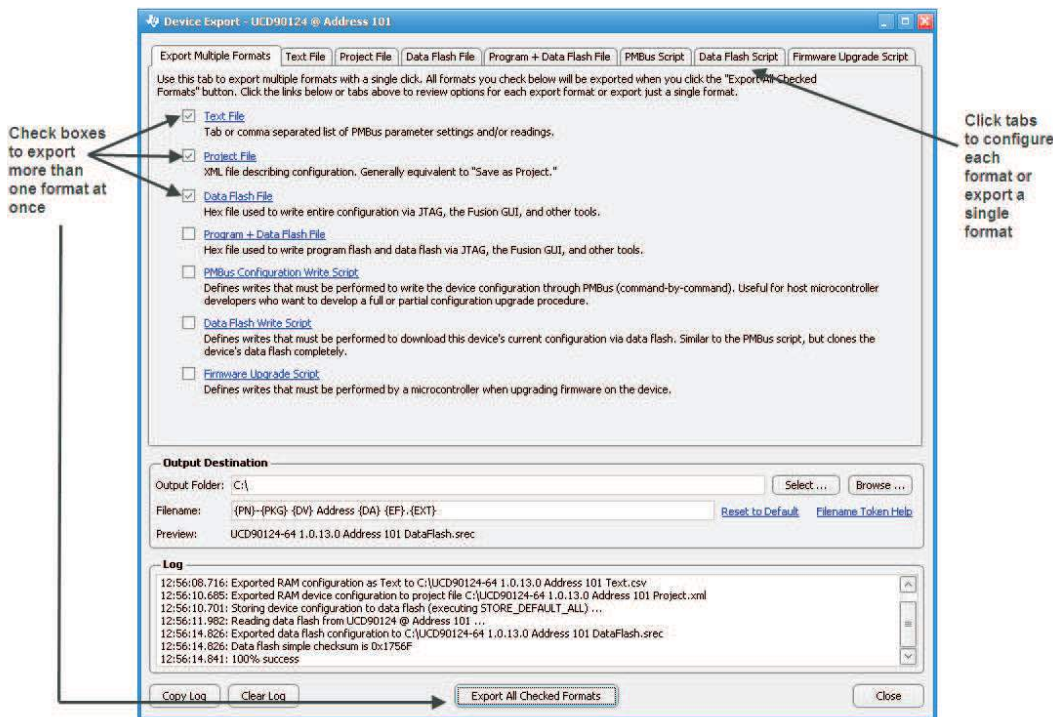 Device Export - UCD90124 @ Address 101
Export Multiple Formats
Text File
Project File
Data Flash File
Program + Data Flash File
PMBus Script
Data Flash Script
Firmware Upgrade Script
Use this tab to export multiple formats with a single click. All formats you check below will be exported when you click the "Export All Checked
Formats" button. Click the links below or tabs above to review options for each export format or export just a single format.
Check boxes
to export
more than
one format at
once
Click tabs
to configure
each
format or
export a
single
format
Text File
Tab or comma separated list of PMBus parameter settings and/or readings.
Project File
XML file describing configuration. Generally equivalent to "Save as Project."
Data Flash File
Hex file used to write entire configuration via JTAG, the Fusion GUI, and other tools.
Program + Data Flash File
Hex file used to write program flash and data flash via JTAG, the Fusion GUI, and other tools.
PMBus Configuration Write Script
Defines writes that must be performed to write the device configuration through PMBus (command-by-command). Useful for host microcontroller
developers who want to develop a full or partial configuration upgrade procedure.
Data Flash Write Script
Defines writes that must be performed to download this device's current configuration via data flash. Similar to the PMBus script, but clones the
device's data flash completely.
Firmware Upgrade Script
Defines writes that must be performed by a microcontroller when upgrading firmware on the device.
Output Destination
Output Folder: C:\
Select ...
Browse ...
Filename: {PN}-{PKG} {DV} Address {DA} {EF}.{EXT}
Reset to Default
Filename Token Help
Preview: UCD90124-64 1.0.13.0 Address 101 DataFlash.srec
Log
12:56:08.716: Exported RAM configuration as Text to C:\UCD90124-64 1.0.13.0 Address 101 Text.csv
12:56:10.685: Exported RAM device configuration to project file C:\UCD90124-64 1.0.13.0 Address 101 Project.xml
12:56:10.701: Storing device configuration to data flash (executing STORE_DEFAULT_ALL) ...
12:56:11.982: Reading data flash from UCD90124 @ Address 101 ...
12:56:14.826: Exported data flash configuration to C:\UCD90124-64 1.0.13.0 Address 101 DataFlash.srec
12:56:14.826: Data flash simple checksum is 0x1756F
12:56:14.841: 100% success
Copy Log
Clear Log
Export All Checked Formats
Close